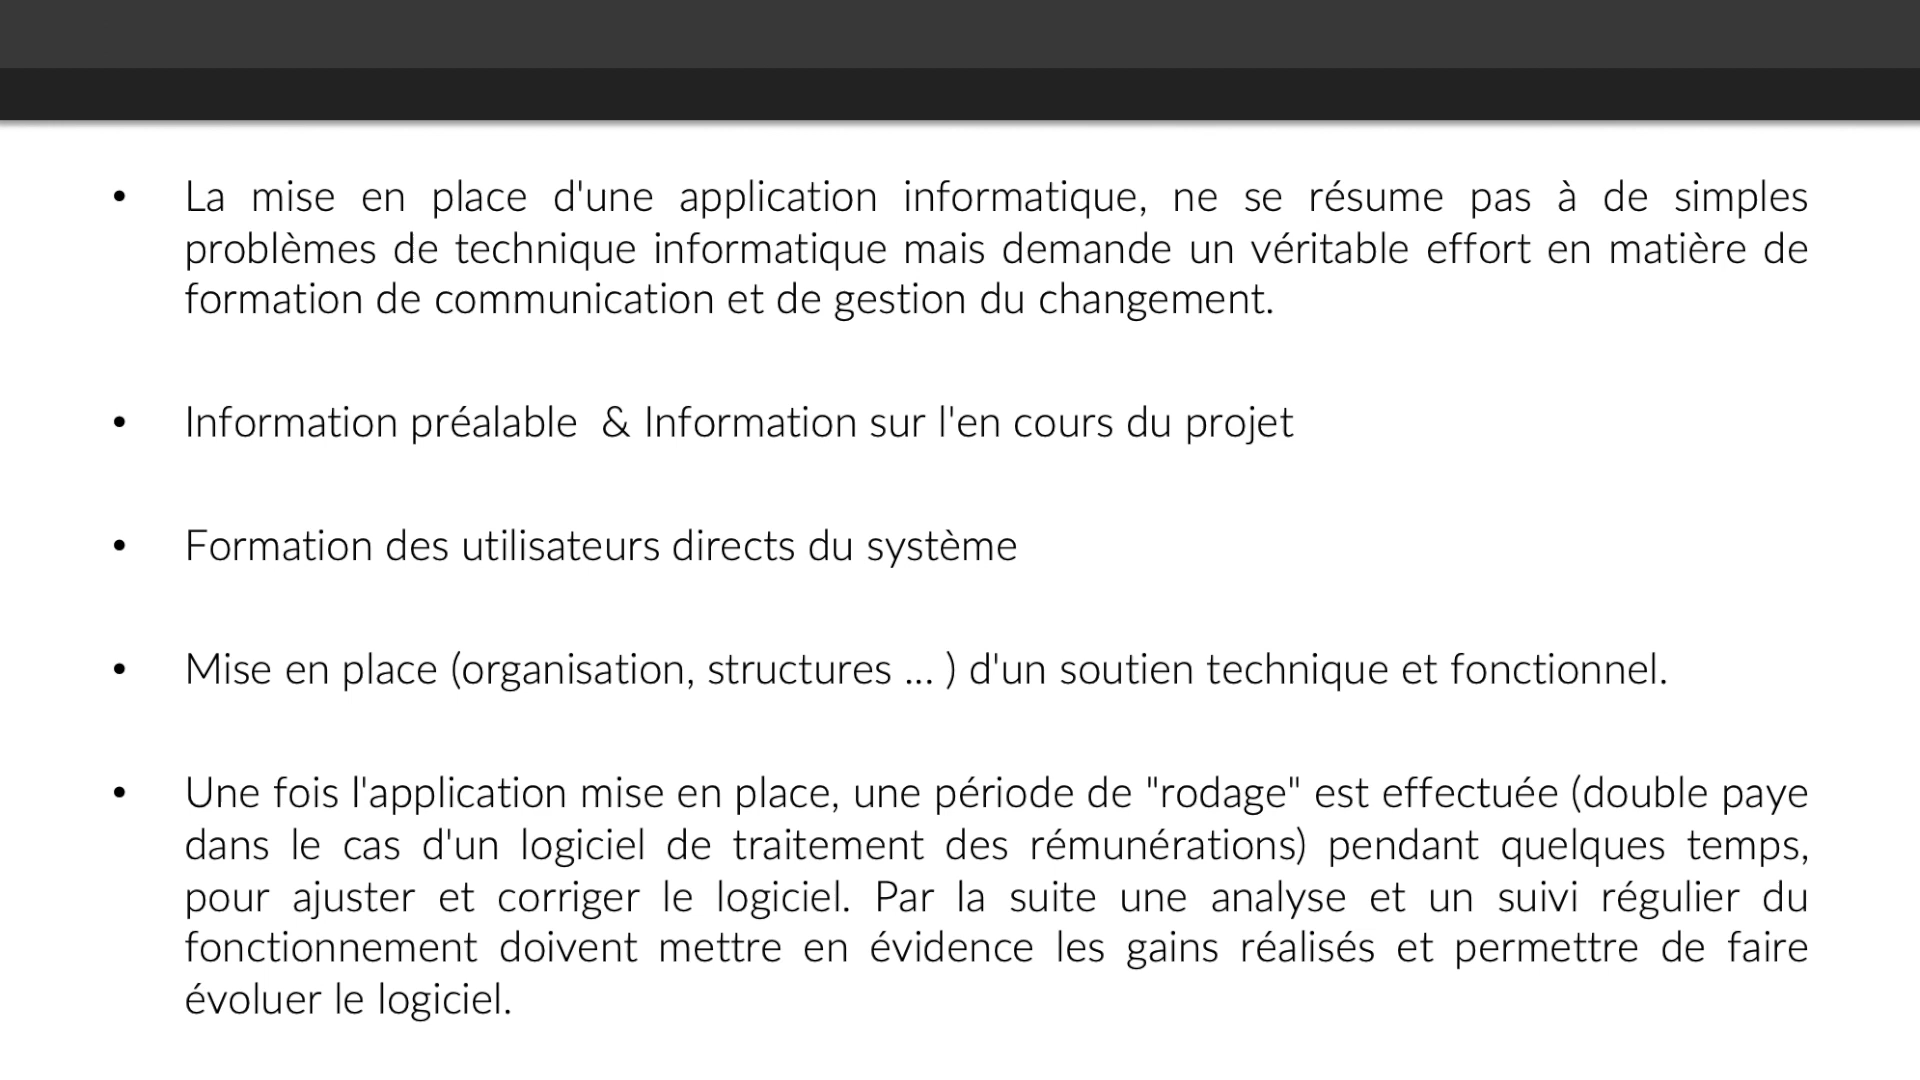 • La mise en place d'une application informatique, ne se résume pas à de simples
problèmes de technique informatique mais demande un véritable effort en matière de
formation de communication et de gestion du changement.
• Information préalable  & Information sur l'en cours du projet
• Formation des utilisateurs directs du système
• Mise en place (organisation, structures ... ) d'un soutien technique et fonctionnel.
• Une fois l'application mise en place, une période de "rodage" est effectuée (double paye
dans le cas d'un logiciel de traitement des rémunérations) pendant quelques temps,
pour ajuster et corriger le logiciel. Par la suite une analyse et un suivi régulier du
fonctionnement doivent mettre en évidence les gains réalisés et permettre de faire
évoluer le logiciel.